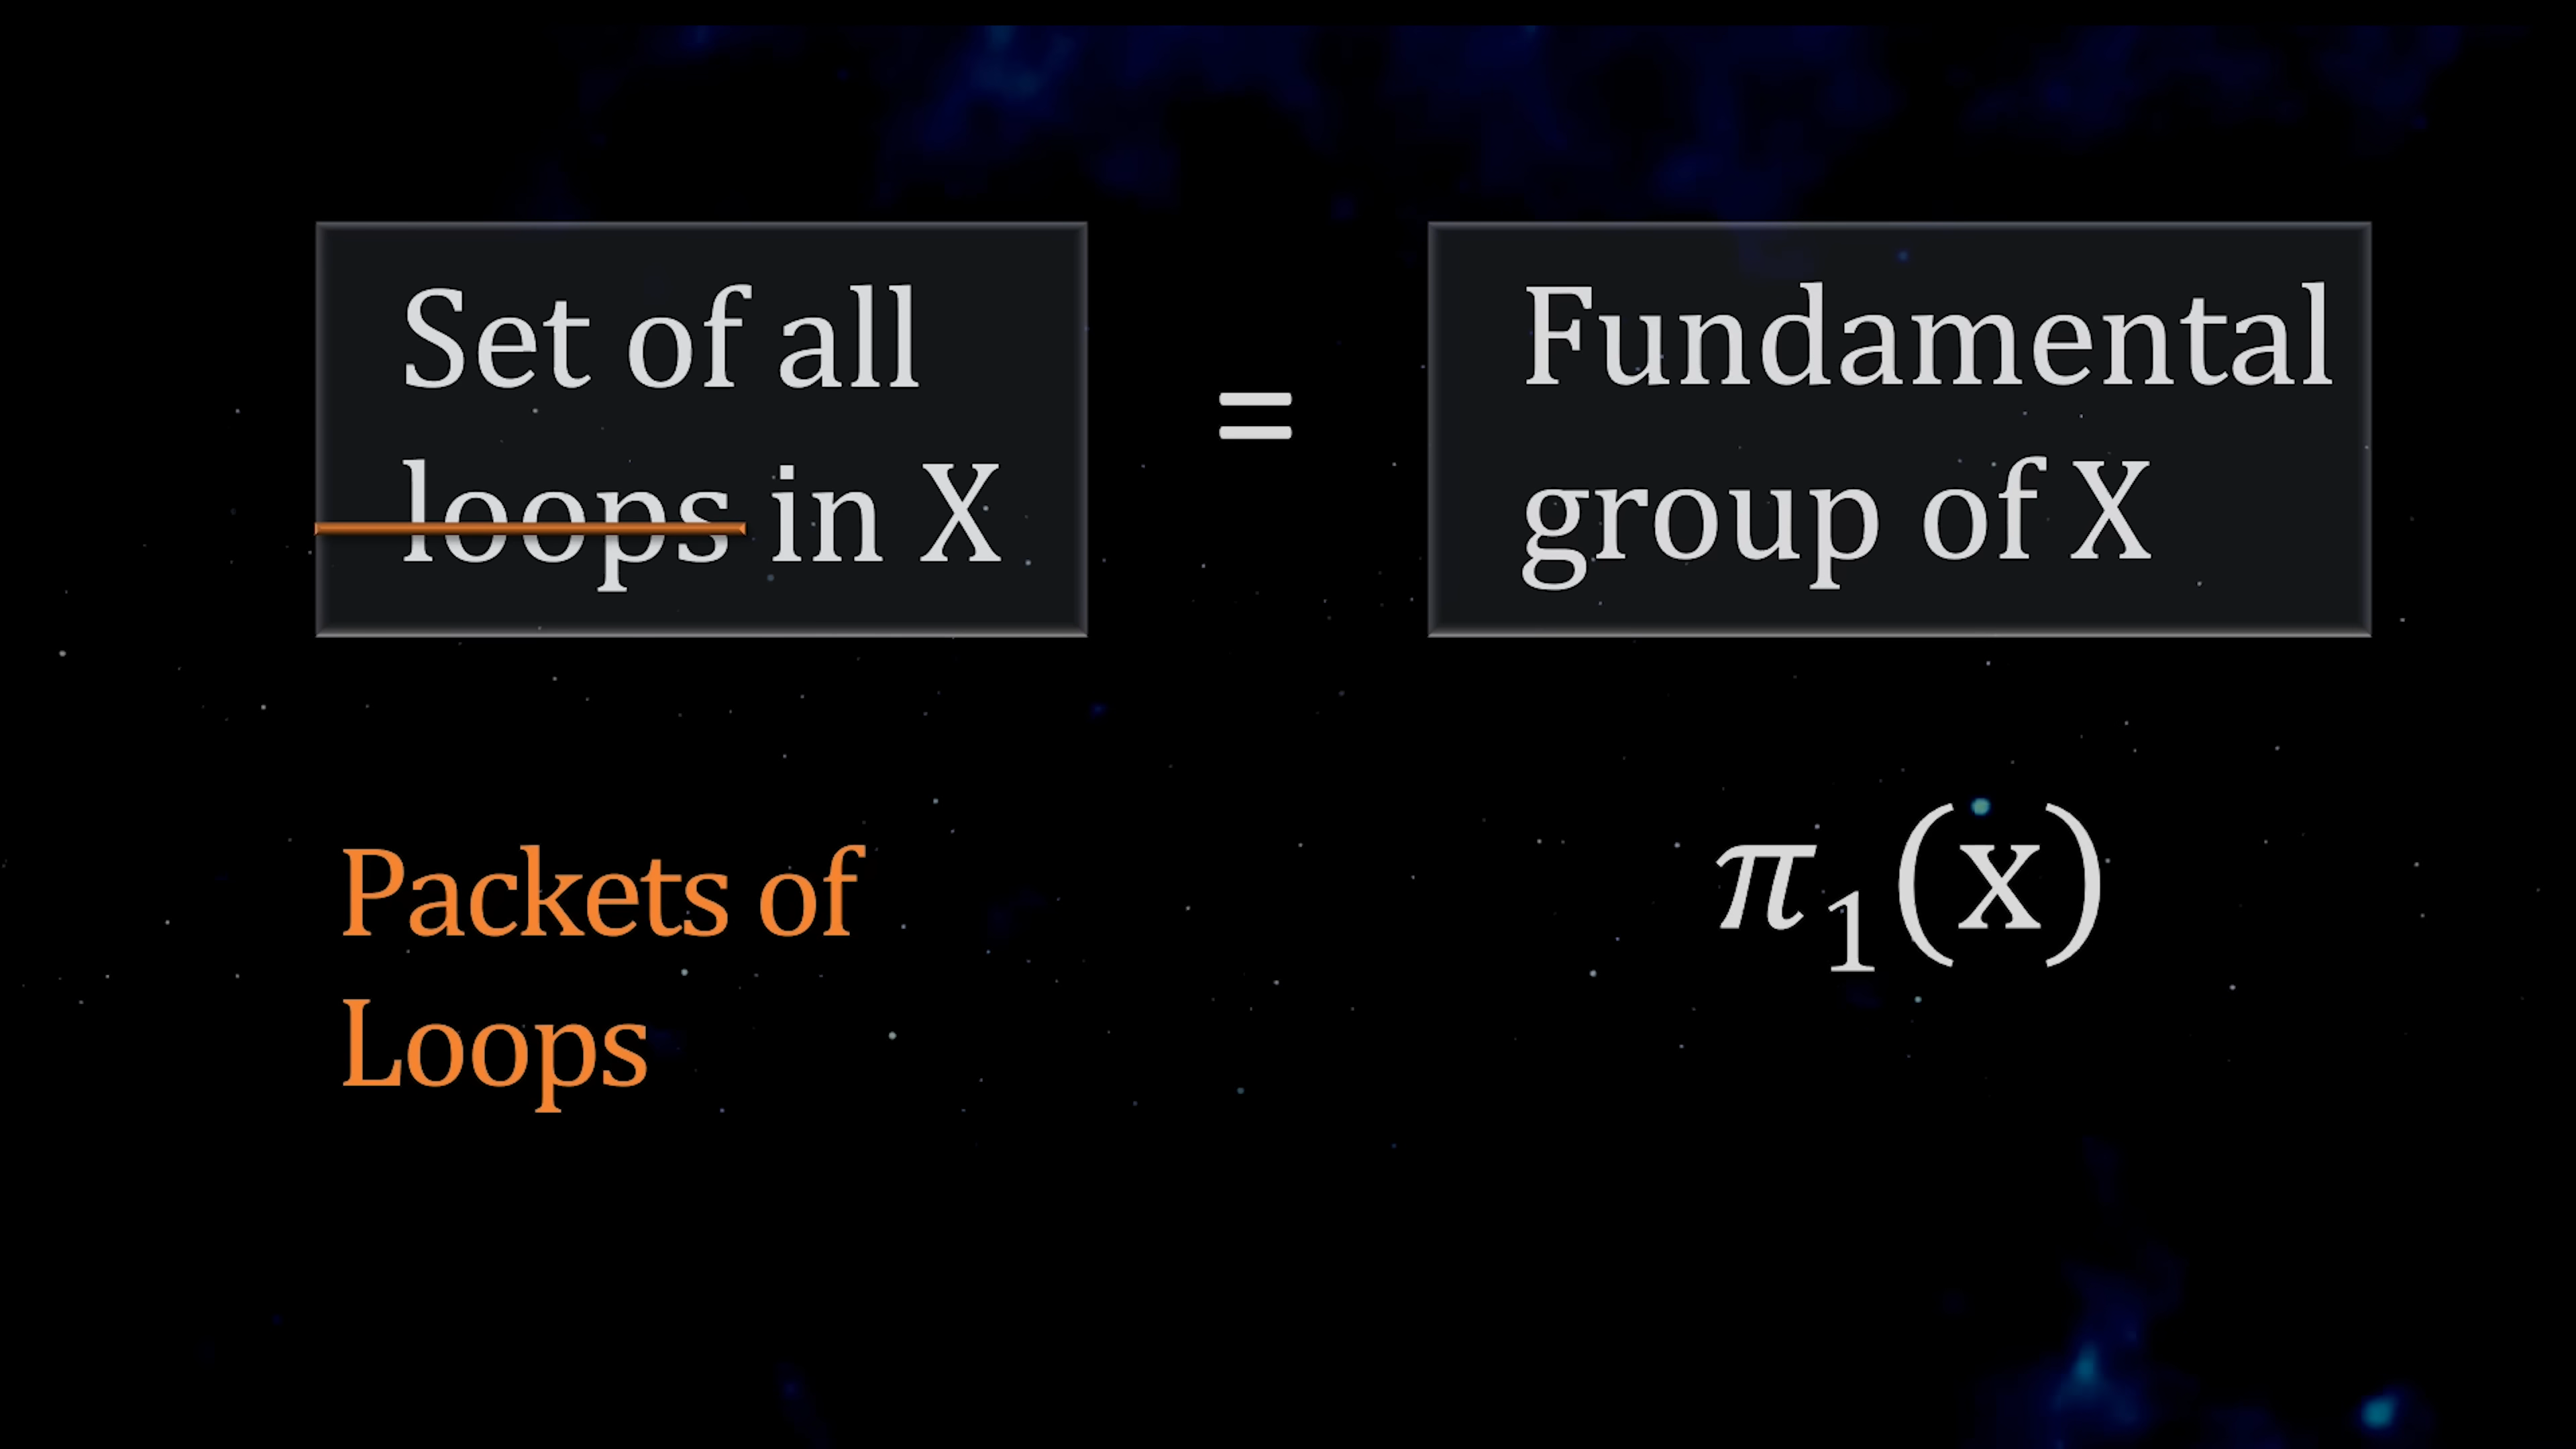 Set of all
loops in X
=
Fundamental
group of X
Packets of
Loops
π₁(x)